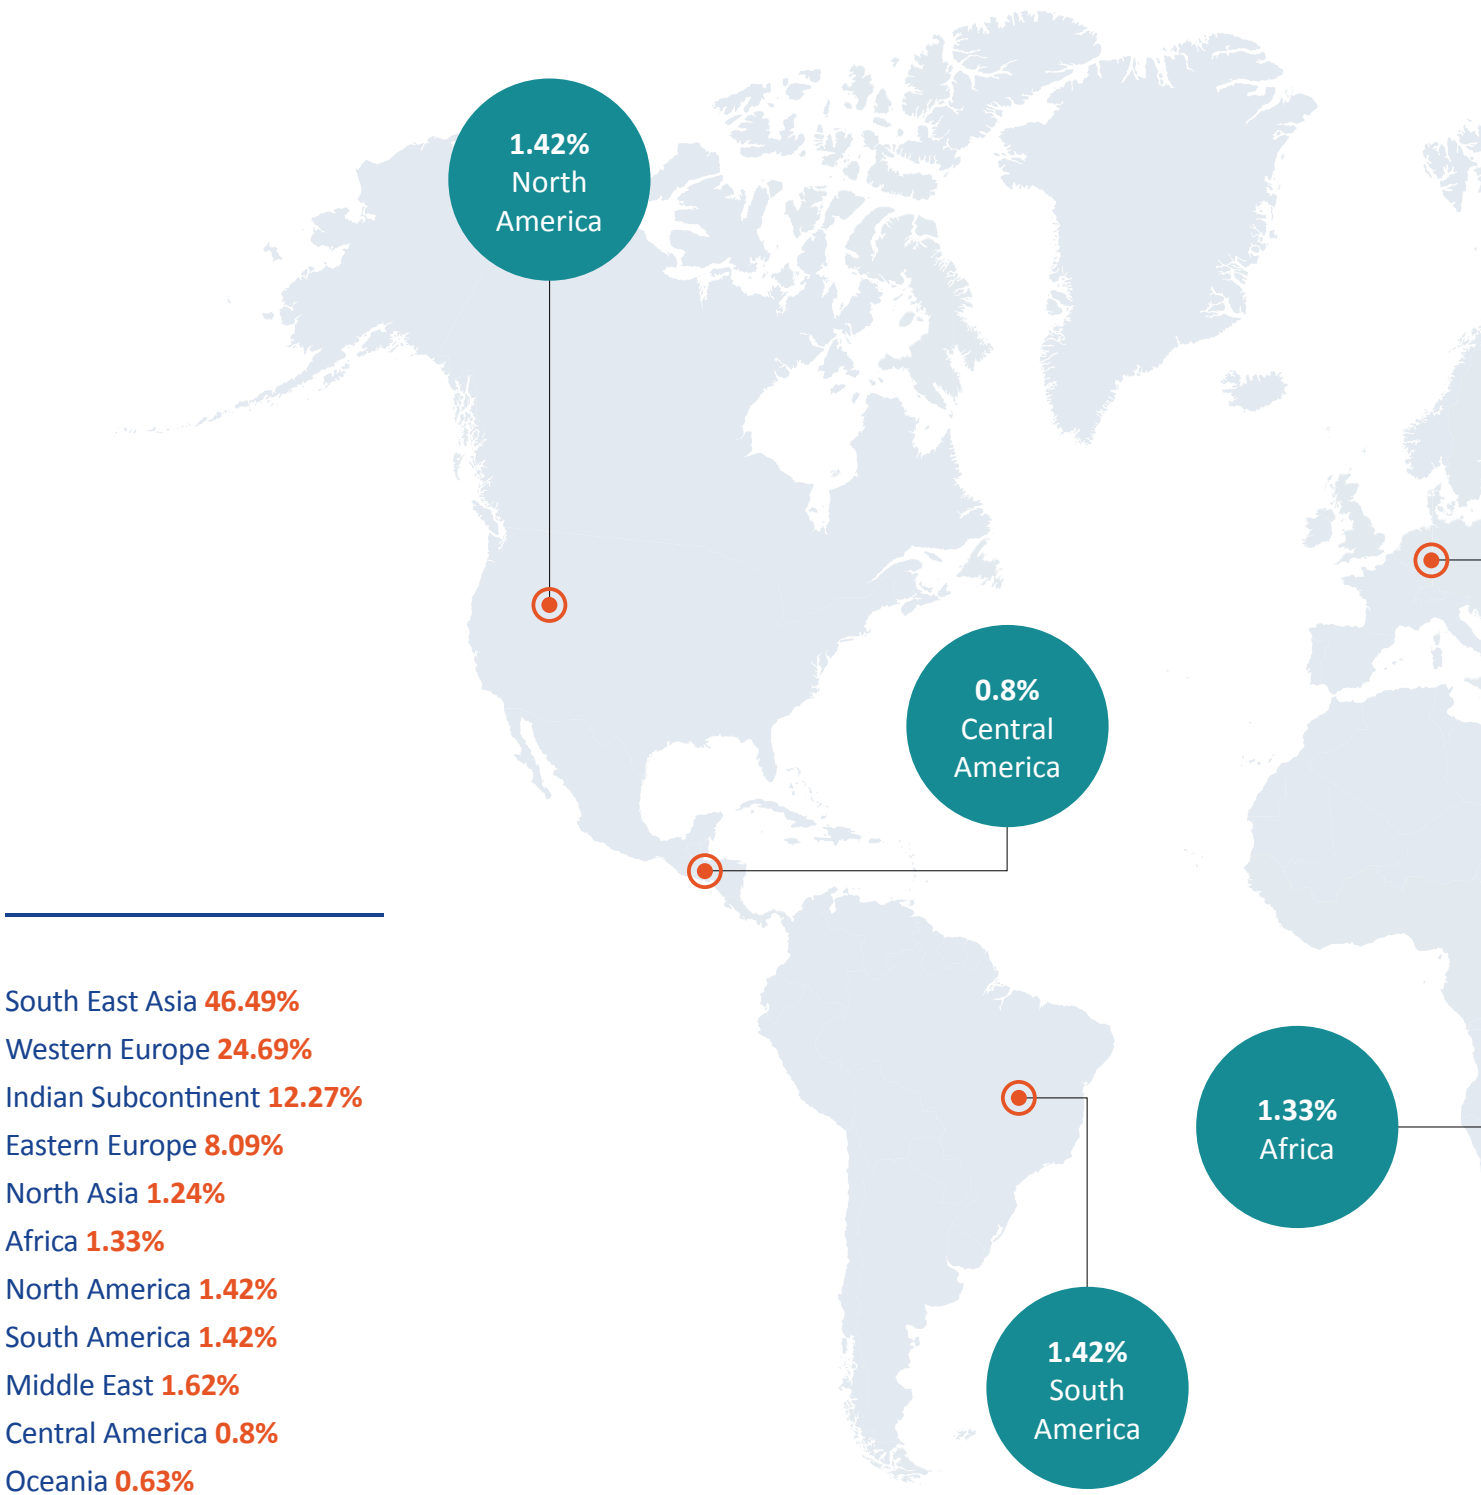 1.42%
North
America
0.8%
Central
America
South East Asia 46.49%
Western Europe 24.69%
Indian Subcontinent 12.27%
Eastern Europe 8.09%
North Asia 1.24%
Africa 1.33%
North America 1.42%
South America 1.42%
Middle East 1.62%
Central America 0.8%
Oceania 0.63%
1.33%
Africa
1.42%
South
America